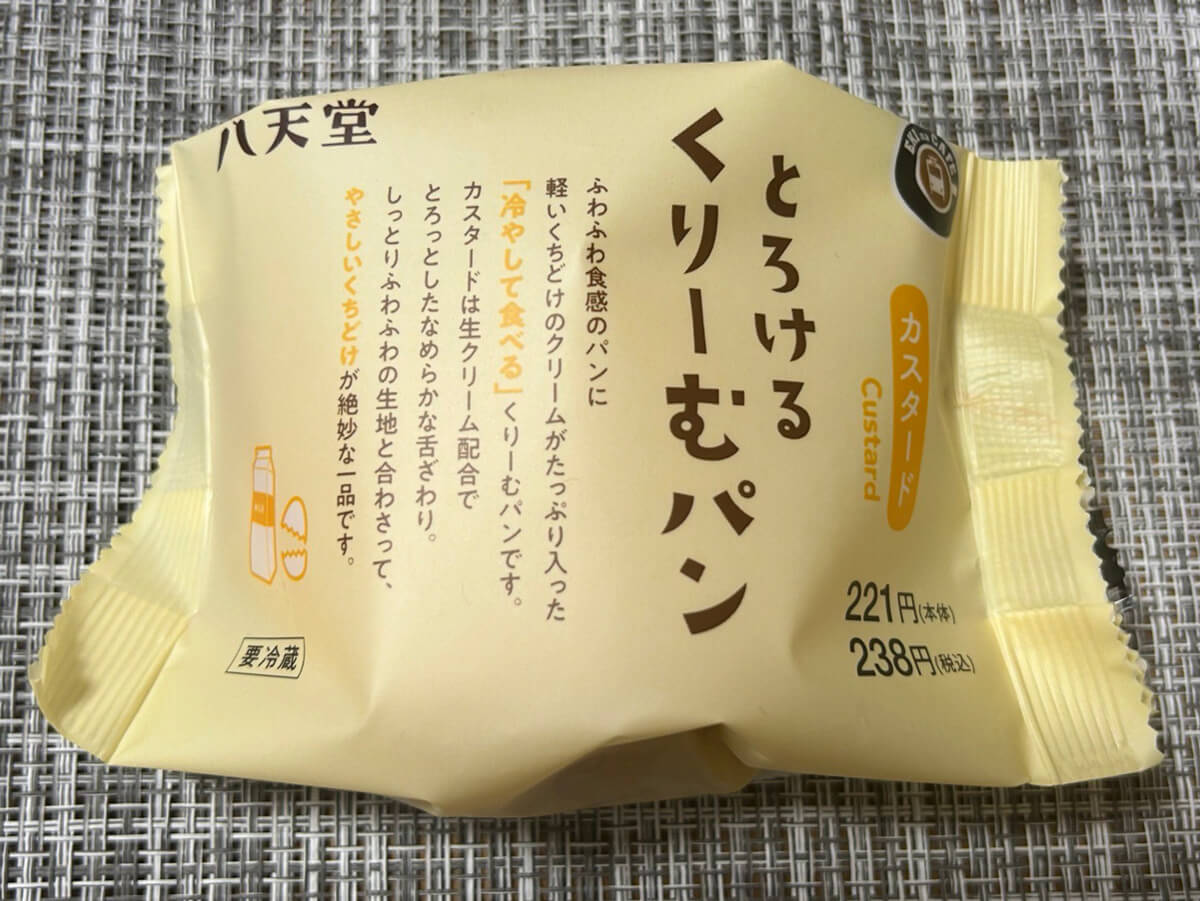 八天堂
とろける
くりーむパン
カスタード
Custard
ふわふわ食感のパンに
軽いくちどけのクリームがたっぷり入った
「冷やして食べる」くりーむパンです。
カスタードは生クリーム配合で
とろっとしたなめらかな舌ざわり。
しっとりふわふわの生地と合わさって、
やさしいくちどけが絶妙な一品です。
221円(本体)
238円(税込)
要冷蔵